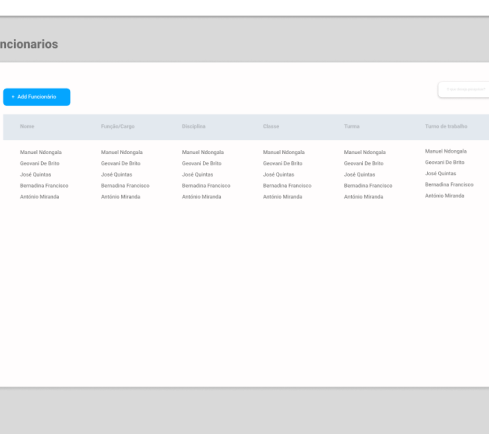 ncionarios
+ Add Funcionário
Nome Função/Cargo Disciplina Classe Turma Turno de trabalho
Manuel Ndongala Manuel Ndongala Manuel Ndongala Manuel Ndongala Manuel Ndongala Manuel Ndongala
Geovani De Brito Geovani De Brito Geovani De Brito Geovani De Brito Geovani De Brito Geovani De Brito
José Quintas José Quintas José Quintas José Quintas José Quintas José Quintas
Bernadina Francisco Bernadina Francisco Bernadina Francisco Bernadina Francisco Bernadina Francisco Bernadina Francisco
António Miranda António Miranda António Miranda António Miranda António Miranda António Miranda